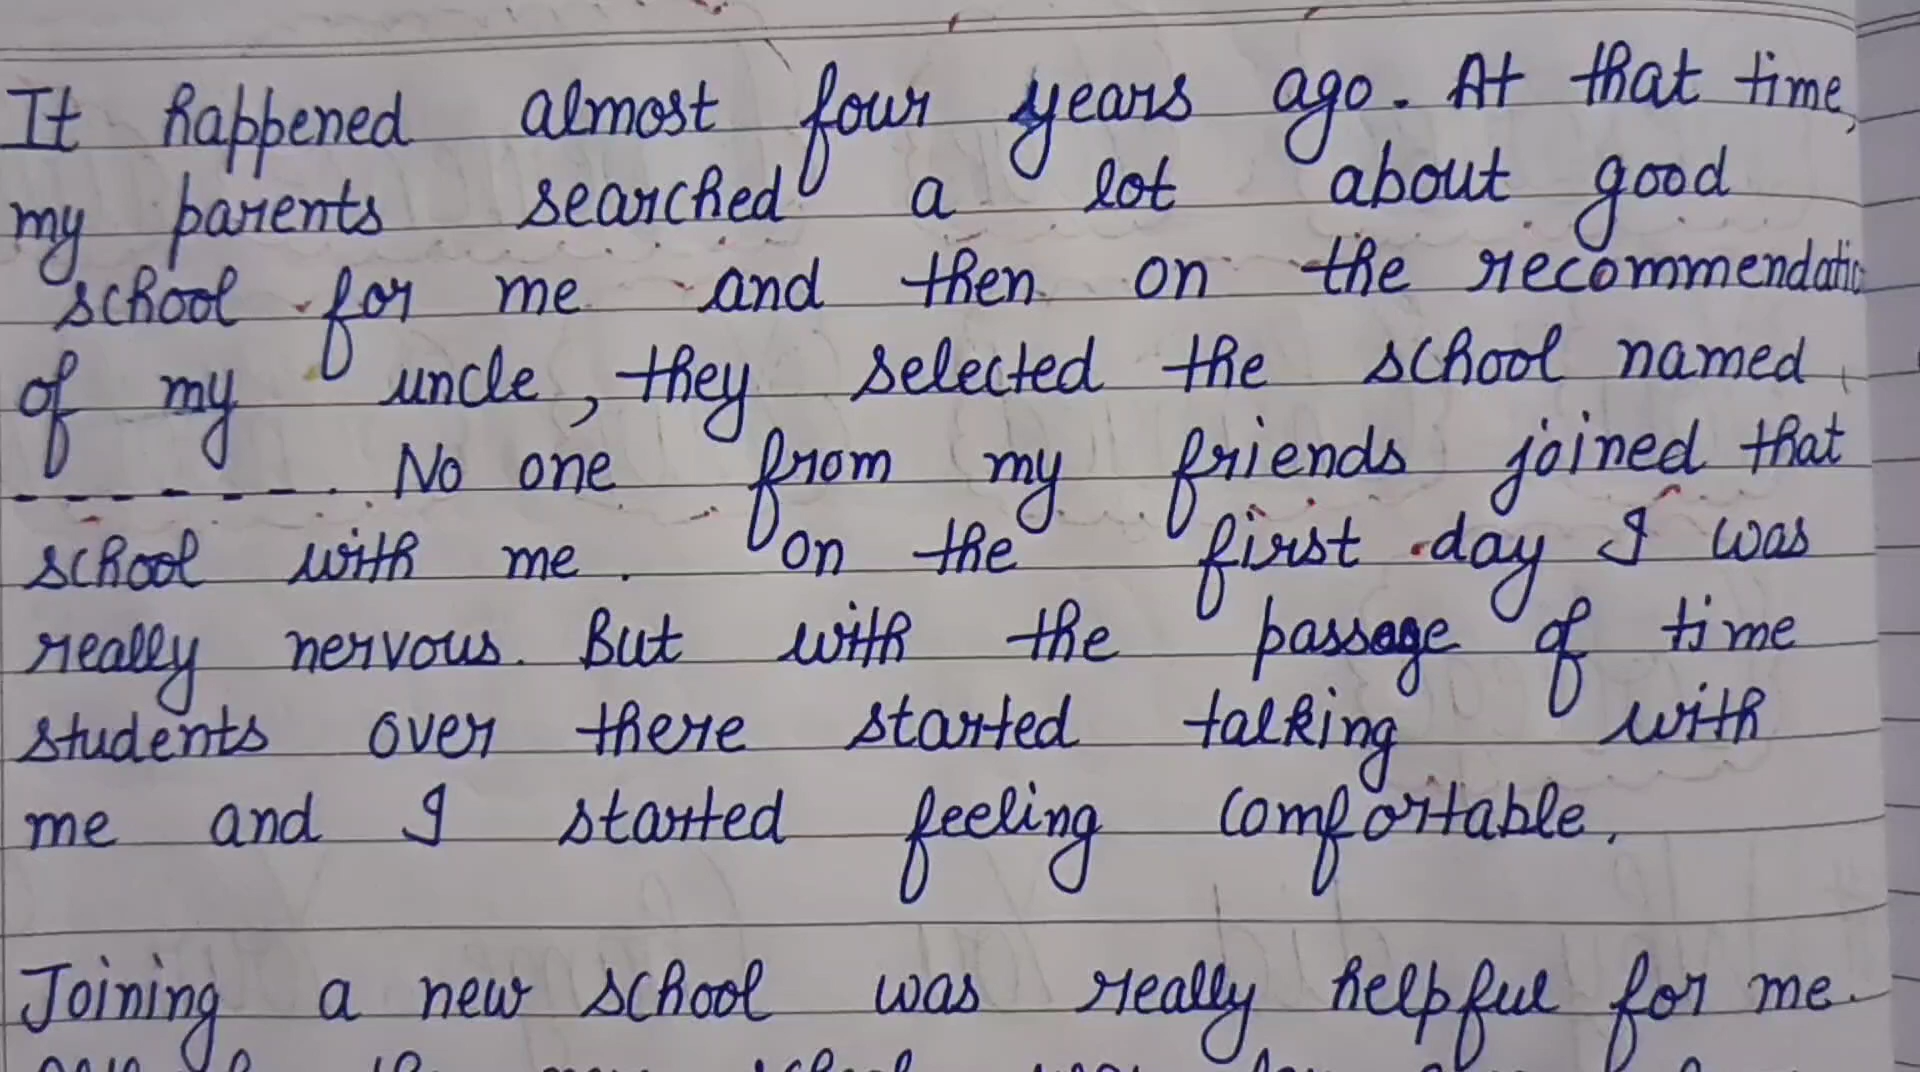 It happened almost four years ago. At that time,
my parents searched a lot about good
school for me and then on the recommendatio
of my uncle, they selected the school named
- - - - - - - . No one from my friends joined that
school with me. on the first day I was
really nervous. But with the passage of time
students over there started talking with
me and I started feeling comfortable.
Joining a new school was really helpful for me.
school